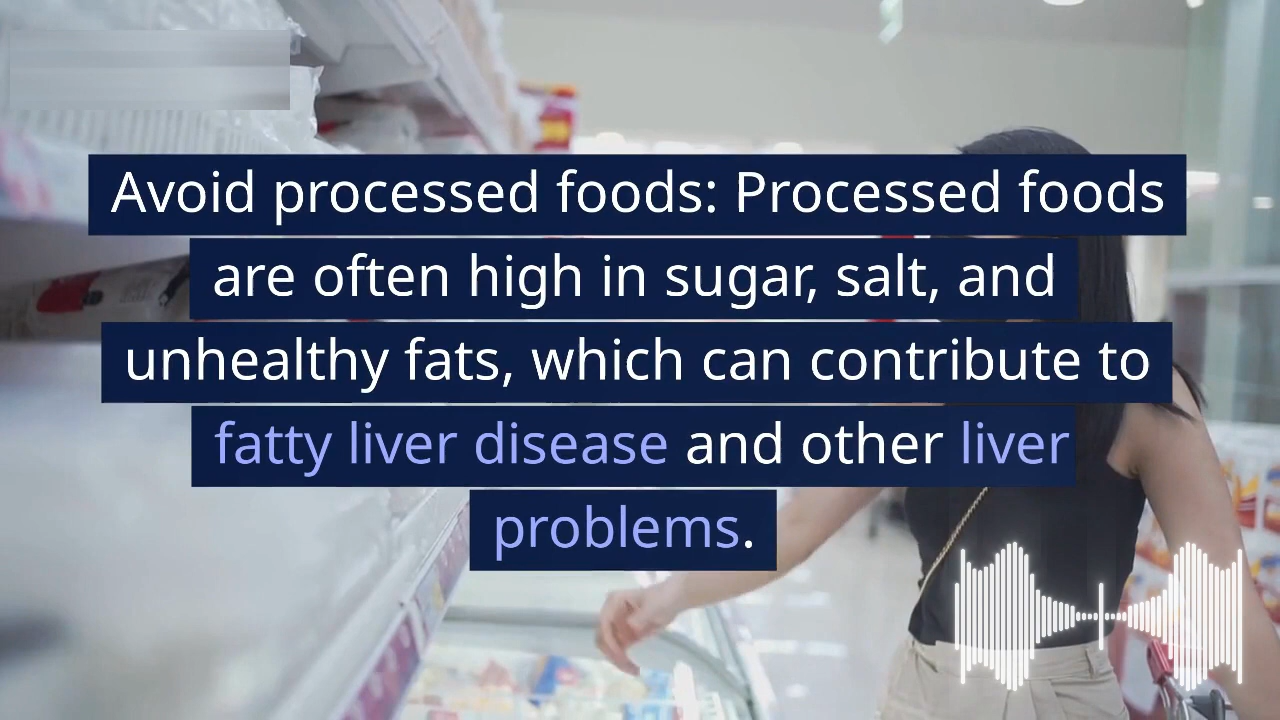 Avoid processed foods: Processed foods
are often high in sugar, salt, and
unhealthy fats, which can contribute to
fatty liver disease and other liver
problems.